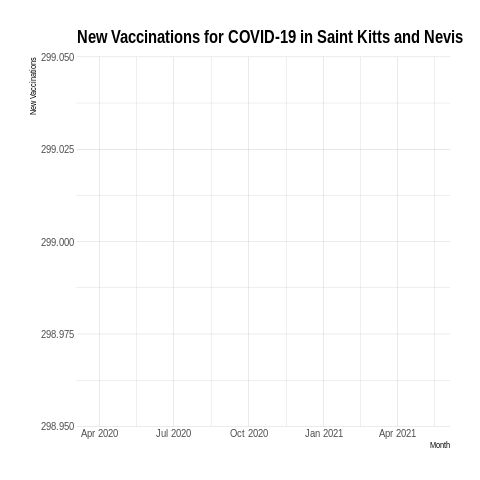 New Vaccinations for COVID-19 in Saint Kitts and Nevis
New Vaccinations
299.050
299.025
299.000
298.975
298.950
Apr 2020 Jul 2020 Oct 2020 Jan 2021 Apr 2021
Month